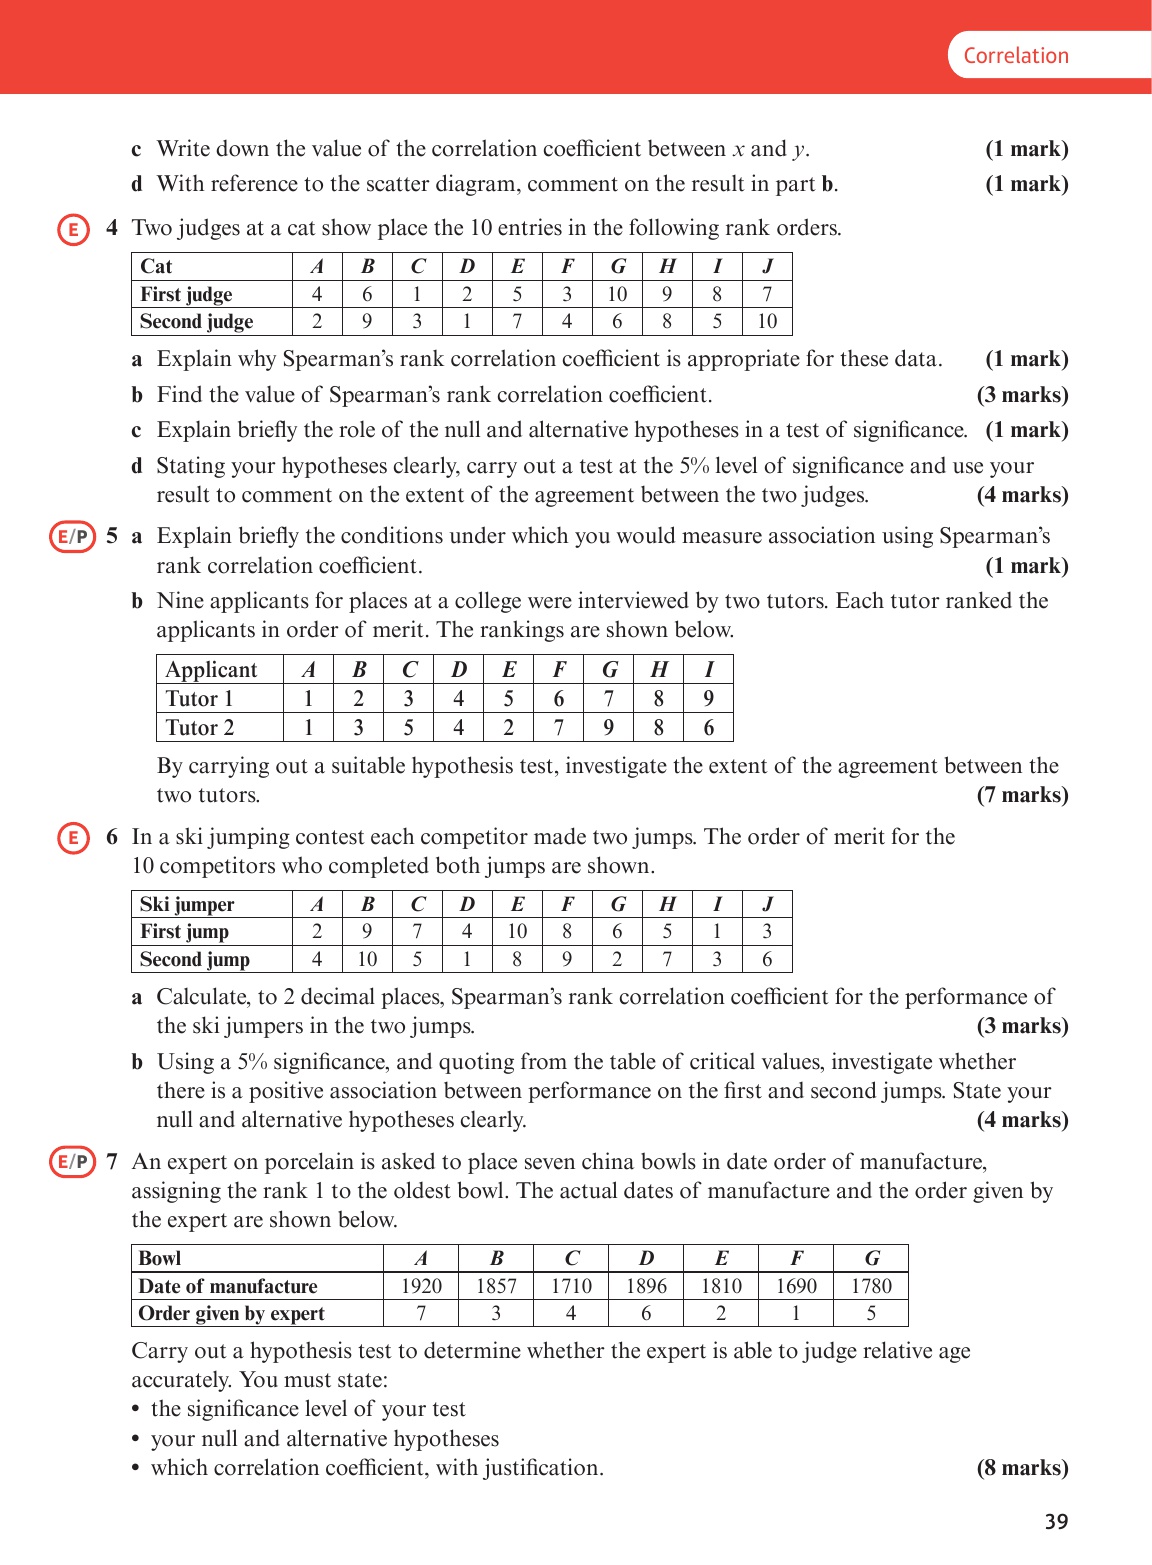 Correlation
c Write down the value of the correlation coefficient between x and y. (1 mark)
d With reference to the scatter diagram, comment on the result in part b. (1 mark)
E 4 Two judges at a cat show place the 10 entries in the following rank orders.
Cat A B C D E F G H I J
First judge 4 6 1 2 5 3 10 9 8 7
Second judge 2 9 3 1 7 4 6 8 5 10
a Explain why Spearman’s rank correlation coefficient is appropriate for these data. (1 mark)
b Find the value of Spearman’s rank correlation coefficient. (3 marks)
c Explain briefly the role of the null and alternative hypotheses in a test of significance. (1 mark)
d Stating your hypotheses clearly, carry out a test at the 5% level of significance and use your
result to comment on the extent of the agreement between the two judges. (4 marks)
E/P 5 a Explain briefly the conditions under which you would measure association using Spearman’s
rank correlation coefficient. (1 mark)
b Nine applicants for places at a college were interviewed by two tutors. Each tutor ranked the
applicants in order of merit. The rankings are shown below.
Applicant A B C D E F G H I
Tutor 1 1 2 3 4 5 6 7 8 9
Tutor 2 1 3 5 4 2 7 9 8 6
By carrying out a suitable hypothesis test, investigate the extent of the agreement between the
two tutors. (7 marks)
E 6 In a ski jumping contest each competitor made two jumps. The order of merit for the
10 competitors who completed both jumps are shown.
Ski jumper A B C D E F G H I J
First jump 2 9 7 4 10 8 6 5 1 3
Second jump 4 10 5 1 8 9 2 7 3 6
a Calculate, to 2 decimal places, Spearman’s rank correlation coefficient for the performance of
the ski jumpers in the two jumps. (3 marks)
b Using a 5% significance, and quoting from the table of critical values, investigate whether
there is a positive association between performance on the first and second jumps. State your
null and alternative hypotheses clearly. (4 marks)
E/P 7 An expert on porcelain is asked to place seven china bowls in date order of manufacture,
assigning the rank 1 to the oldest bowl. The actual dates of manufacture and the order given by
the expert are shown below.
Bowl A B C D E F G
Date of manufacture 1920 1857 1710 1896 1810 1690 1780
Order given by expert 7 3 4 6 2 1 5
Carry out a hypothesis test to determine whether the expert is able to judge relative age
accurately. You must state:
• the significance level of your test
• your null and alternative hypotheses
• which correlation coefficient, with justification. (8 marks)
39